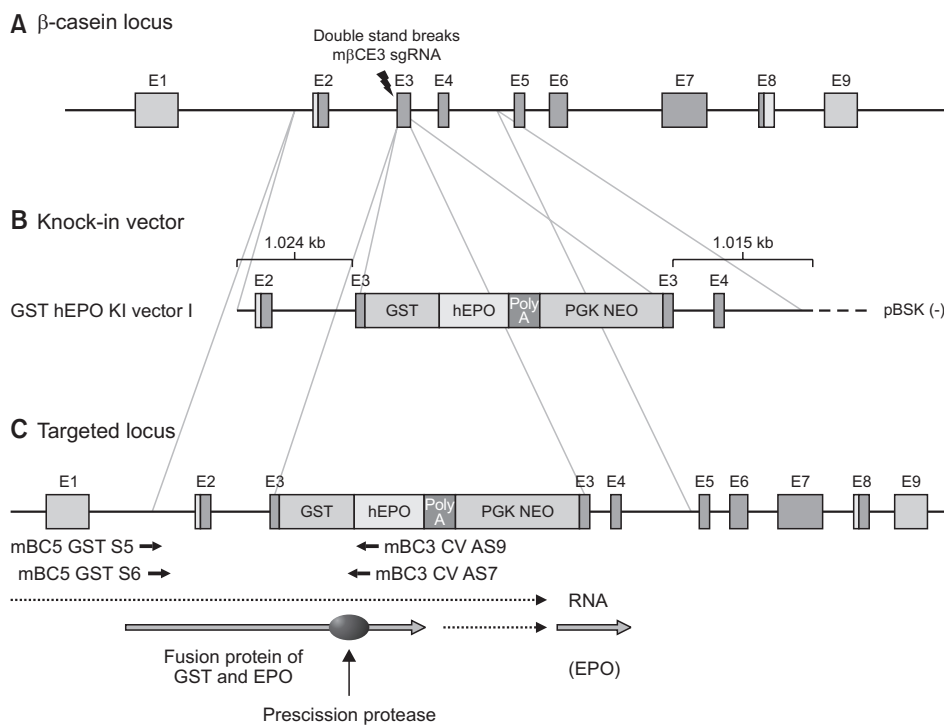 A β-casein locus
Double stand breaks
mβCE3 sgRNA
E1 E2 E3 E4 E5 E6 E7 E8 E9
B Knock-in vector
1.024 kb 1.015 kb
E2 E3 E3 E4
GST hEPO KI vector I GST hEPO Poly A PGK NEO pBSK (-)
C Targeted locus
E1 E2 E3 E3 E4 E5 E6 E7 E8 E9
GST hEPO Poly A PGK NEO
mBC5 GST S5 mBC3 CV AS9
mBC5 GST S6 mBC3 CV AS7
RNA
Fusion protein of
GST and EPO
(EPO)
Prescission protease